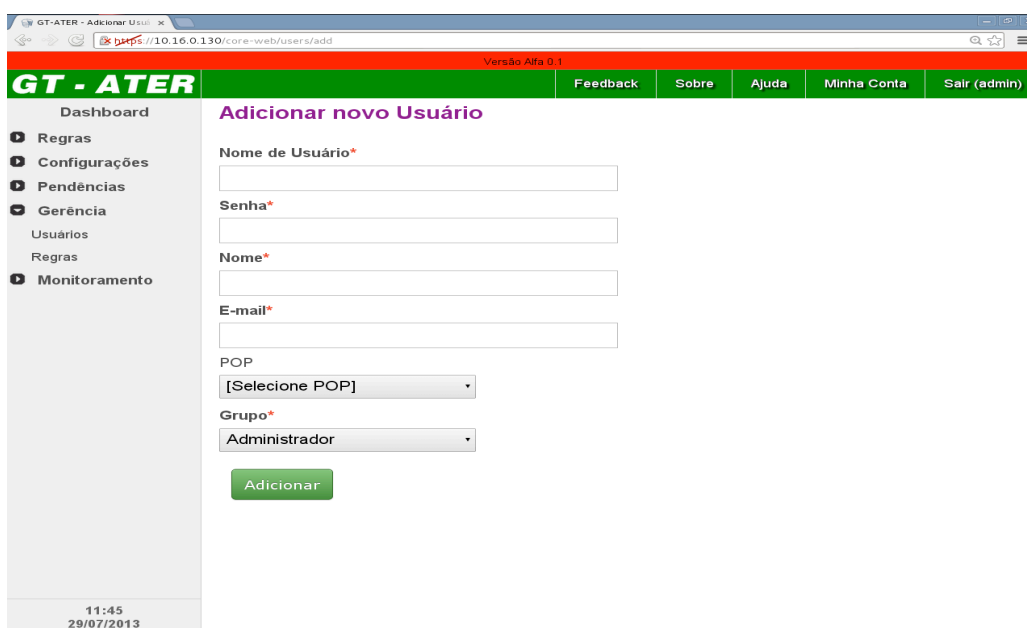 GT-ATER - Adicionar Usuá
https://10.16.0.130/core-web/users/add
Versão Alfa 0.1
GT - ATER
Feedback
Sobre
Ajuda
Minha Conta
Sair (admin)
Dashboard
Regras
Configurações
Pendências
Gerência
Usuários
Regras
Monitoramento
11:45
29/07/2013
Adicionar novo Usuário
Nome de Usuário*
Senha*
Nome*
E-mail*
POP
[Selecione POP]
Grupo*
Administrador
Adicionar